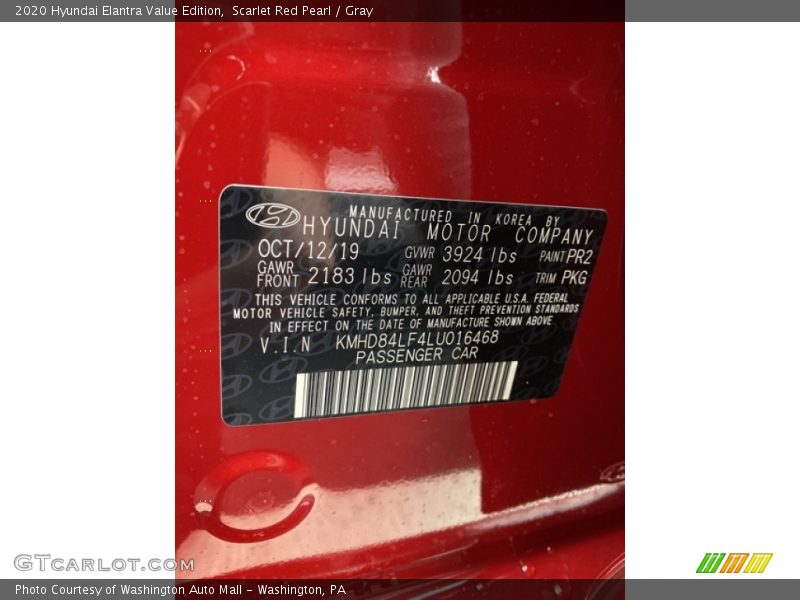 2020 Hyundai Elantra Value Edition,  Scarlet Red Pearl / Gray
MANUFACTURED IN KOREA BY
HYUNDAI MOTOR COMPANY
OCT/12/19 GVWR 3924 lbs PAINT PR2
GAWR FRONT 2183 lbs GAWR REAR 2094 lbs TRIM PKG
THIS VEHICLE CONFORMS TO ALL APPLICABLE U.S.A. FEDERAL
MOTOR VEHICLE SAFETY, BUMPER, AND THEFT PREVENTION STANDARDS
IN EFFECT ON THE DATE OF MANUFACTURE SHOWN ABOVE
V.I.N KMHD84LF4LU016468
PASSENGER CAR
GTcarlot.com
Photo Courtesy of Washington Auto Mall - Washington, PA